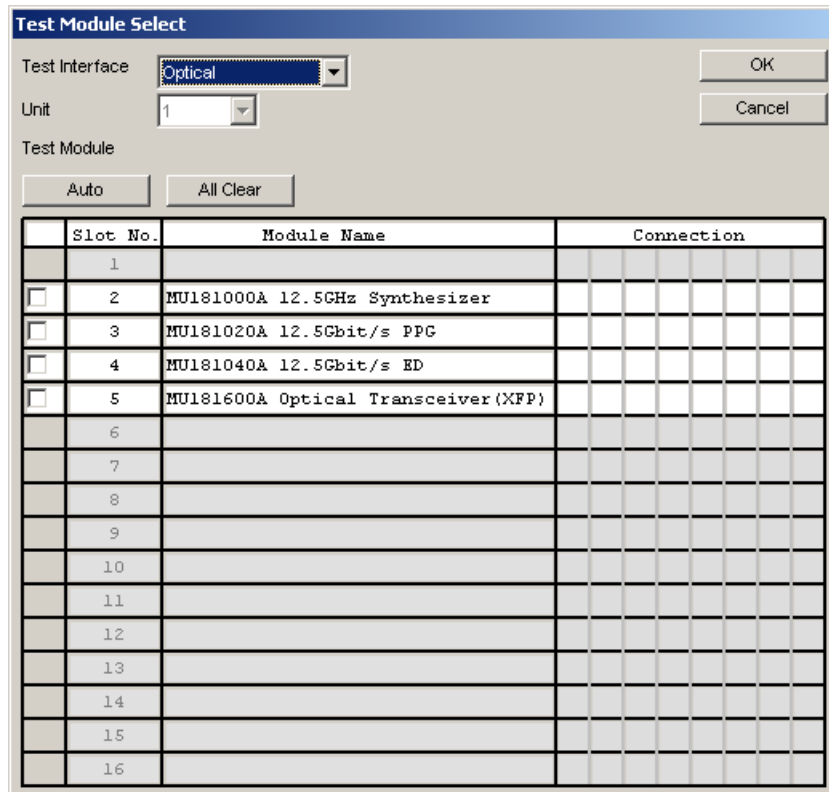 Test Module Select
Test Interface Optical OK
Unit 1 Cancel
Test Module
Auto All Clear
Slot No. Module Name Connection
1
2 MU181000A 12.5GHz Synthesizer
3 MU181020A 12.5Gbit/s PPG
4 MU181040A 12.5Gbit/s ED
5 MU181600A Optical Transceiver(XFP)
6
7
8
9
10
11
12
13
14
15
16